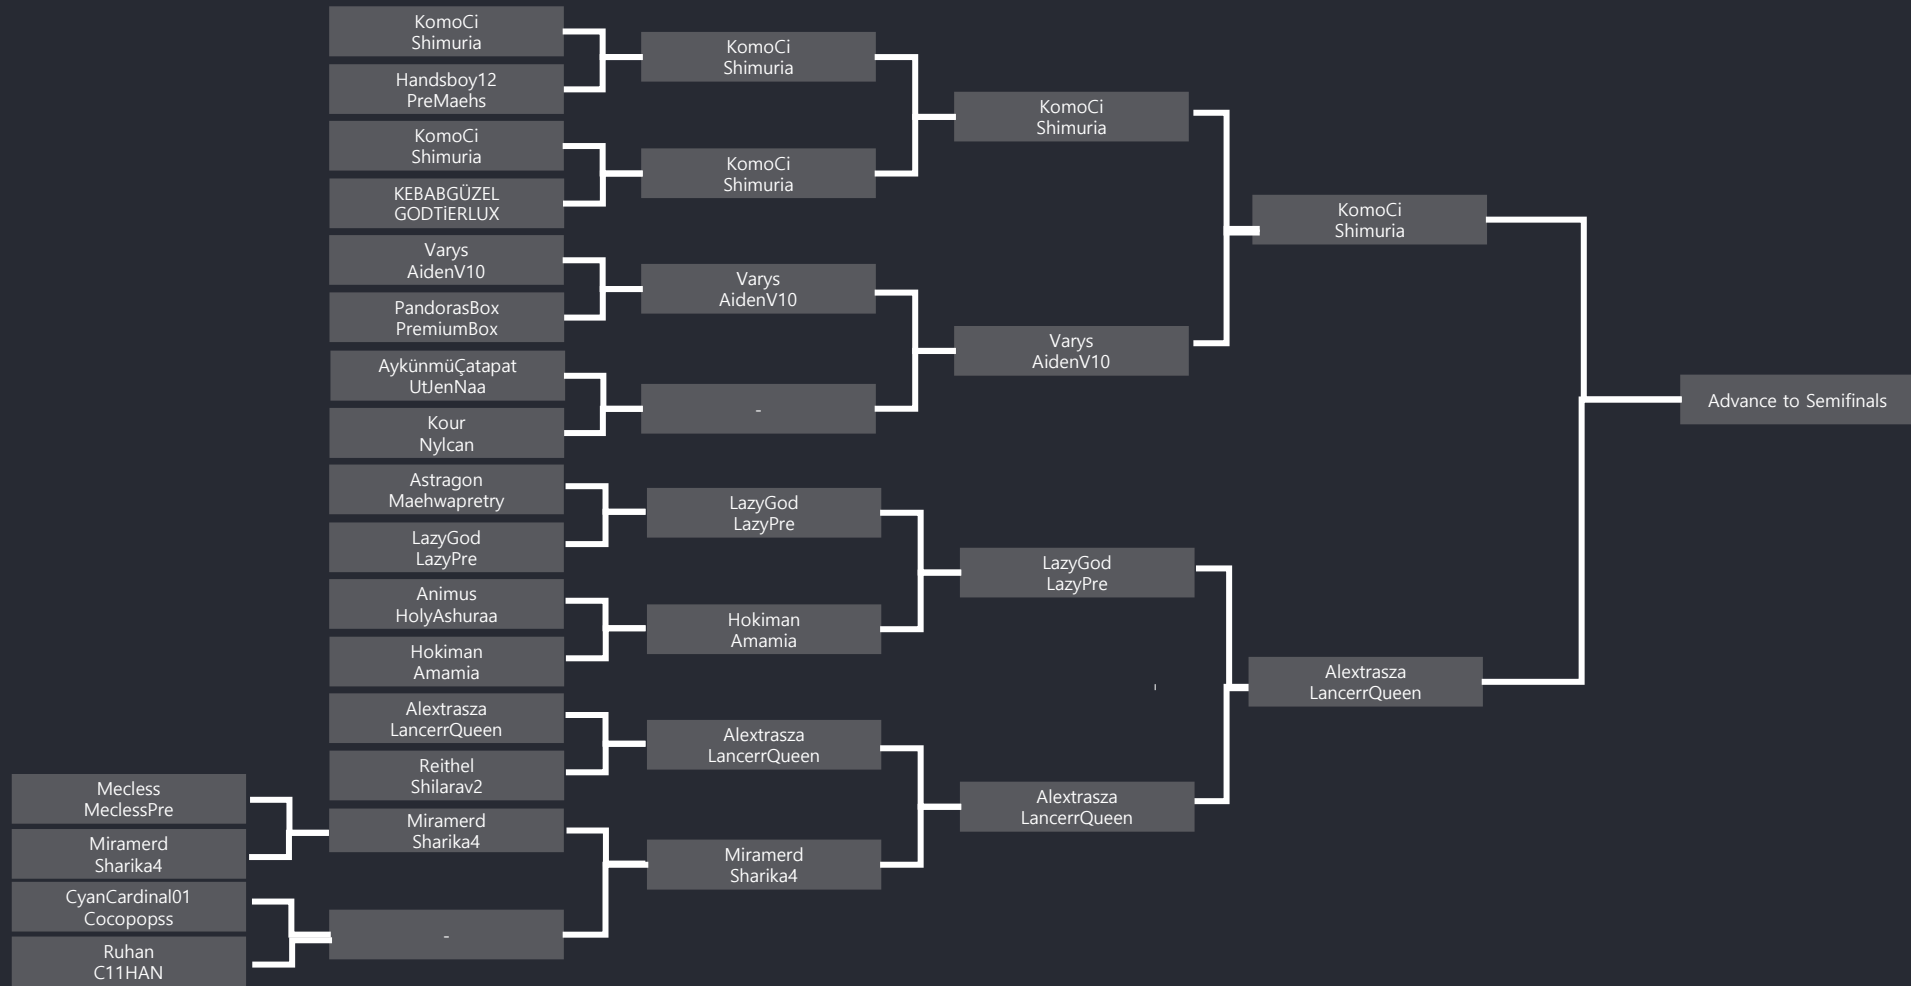 KomoCi
Shimuria
Handsboy12
PreMaehs
KomoCi
Shimuria
KEBABGÜZEL
GODTİERLUX
Varys
AidenV10
PandorasBox
PremiumBox
AykünmüÇatapat
UtJenNaa
Kour
Nylcan
Astragon
Maehwapretry
LazyGod
LazyPre
Animus
HolyAshuraa
Hokiman
Amamia
Alextrasza
LancerrQueen
Reithel
Shilarav2
Mecless
MeclessPre
Miramerd
Sharika4
CyanCardinal01
Cocopopss
Ruhan
C11HAN
Miramerd
Sharika4
-
KomoCi
Shimuria
KomoCi
Shimuria
Varys
AidenV10
-
LazyGod
LazyPre
Hokiman
Amamia
Alextrasza
LancerrQueen
Miramerd
Sharika4
KomoCi
Shimuria
Varys
AidenV10
LazyGod
LazyPre
Alextrasza
LancerrQueen
KomoCi
Shimuria
Alextrasza
LancerrQueen
Advance to Semifinals